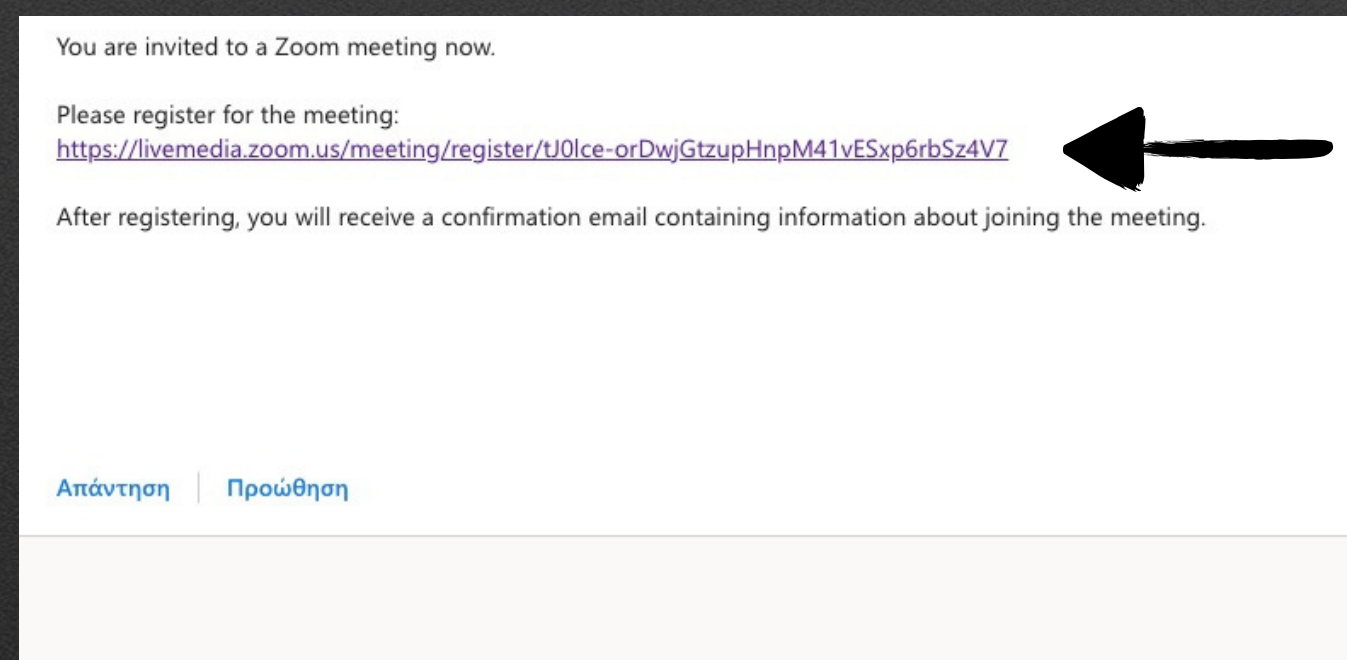 You are invited to a Zoom meeting now.
Please register for the meeting:
https://livemedia.zoom.us/meeting/register/tJ0lce-orDwjGtzupHnpM41vESxp6rbSz4V7
After registering, you will receive a confirmation email containing information about joining the meeting.
Απάντηση | Προώθηση